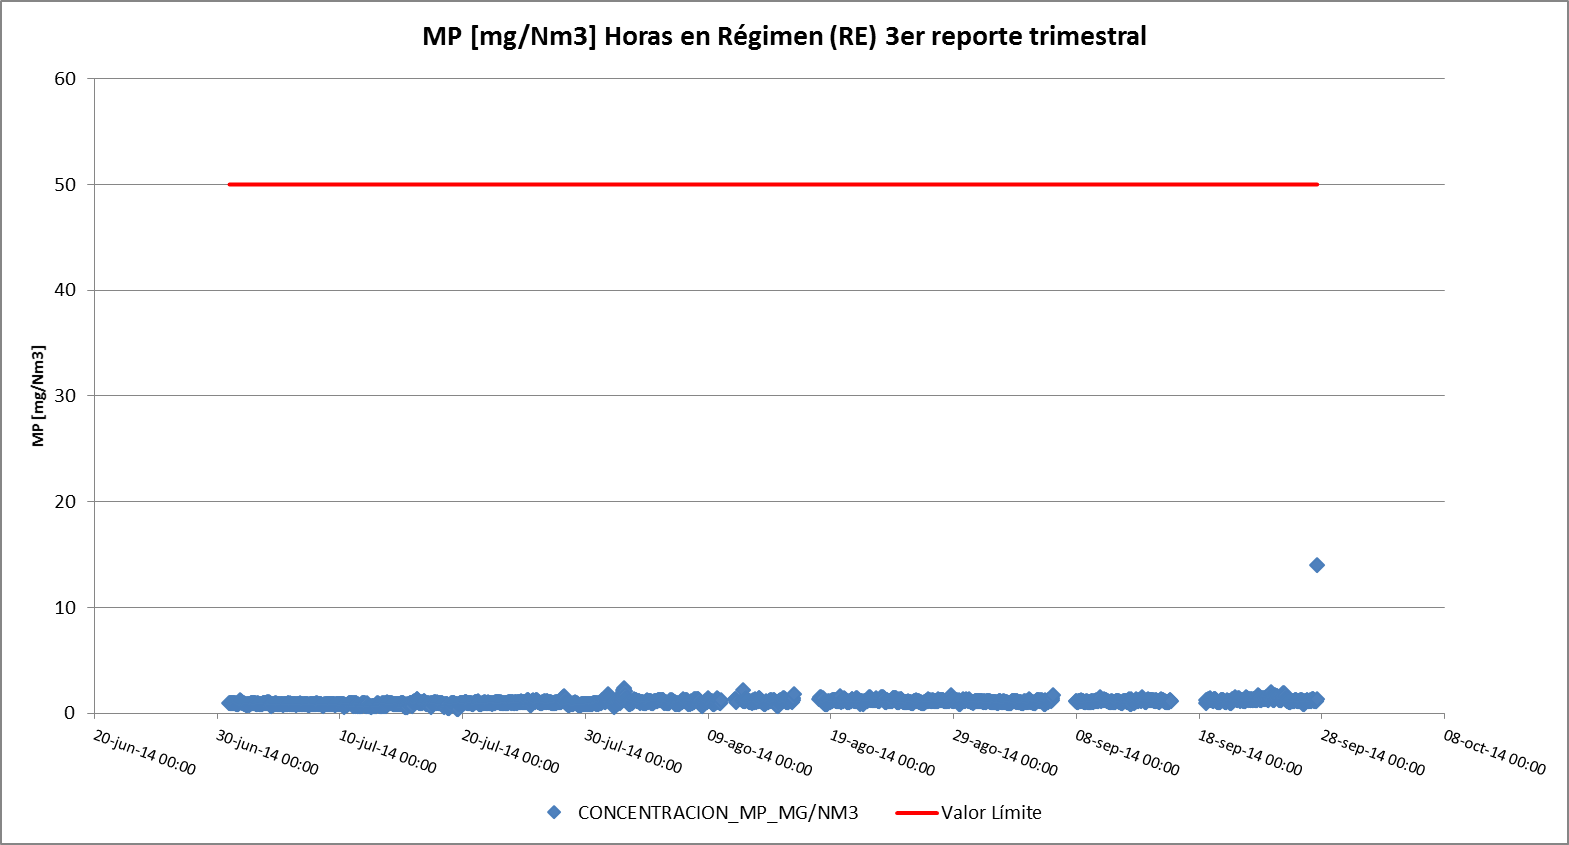 MP [mg/Nm3] Horas en Régimen (RE) 3er reporte trimestral
60
50
40
30
20
10
0
MP [mg/Nm3]
20-jun-14 00:00
30-jun-14 00:00
10-jul-14 00:00
20-jul-14 00:00
30-jul-14 00:00
09-ago-14 00:00
19-ago-14 00:00
29-ago-14 00:00
08-sep-14 00:00
18-sep-14 00:00
28-sep-14 00:00
08-oct-14 00:00
CONCENTRACION_MP_MG/NM3
Valor Límite